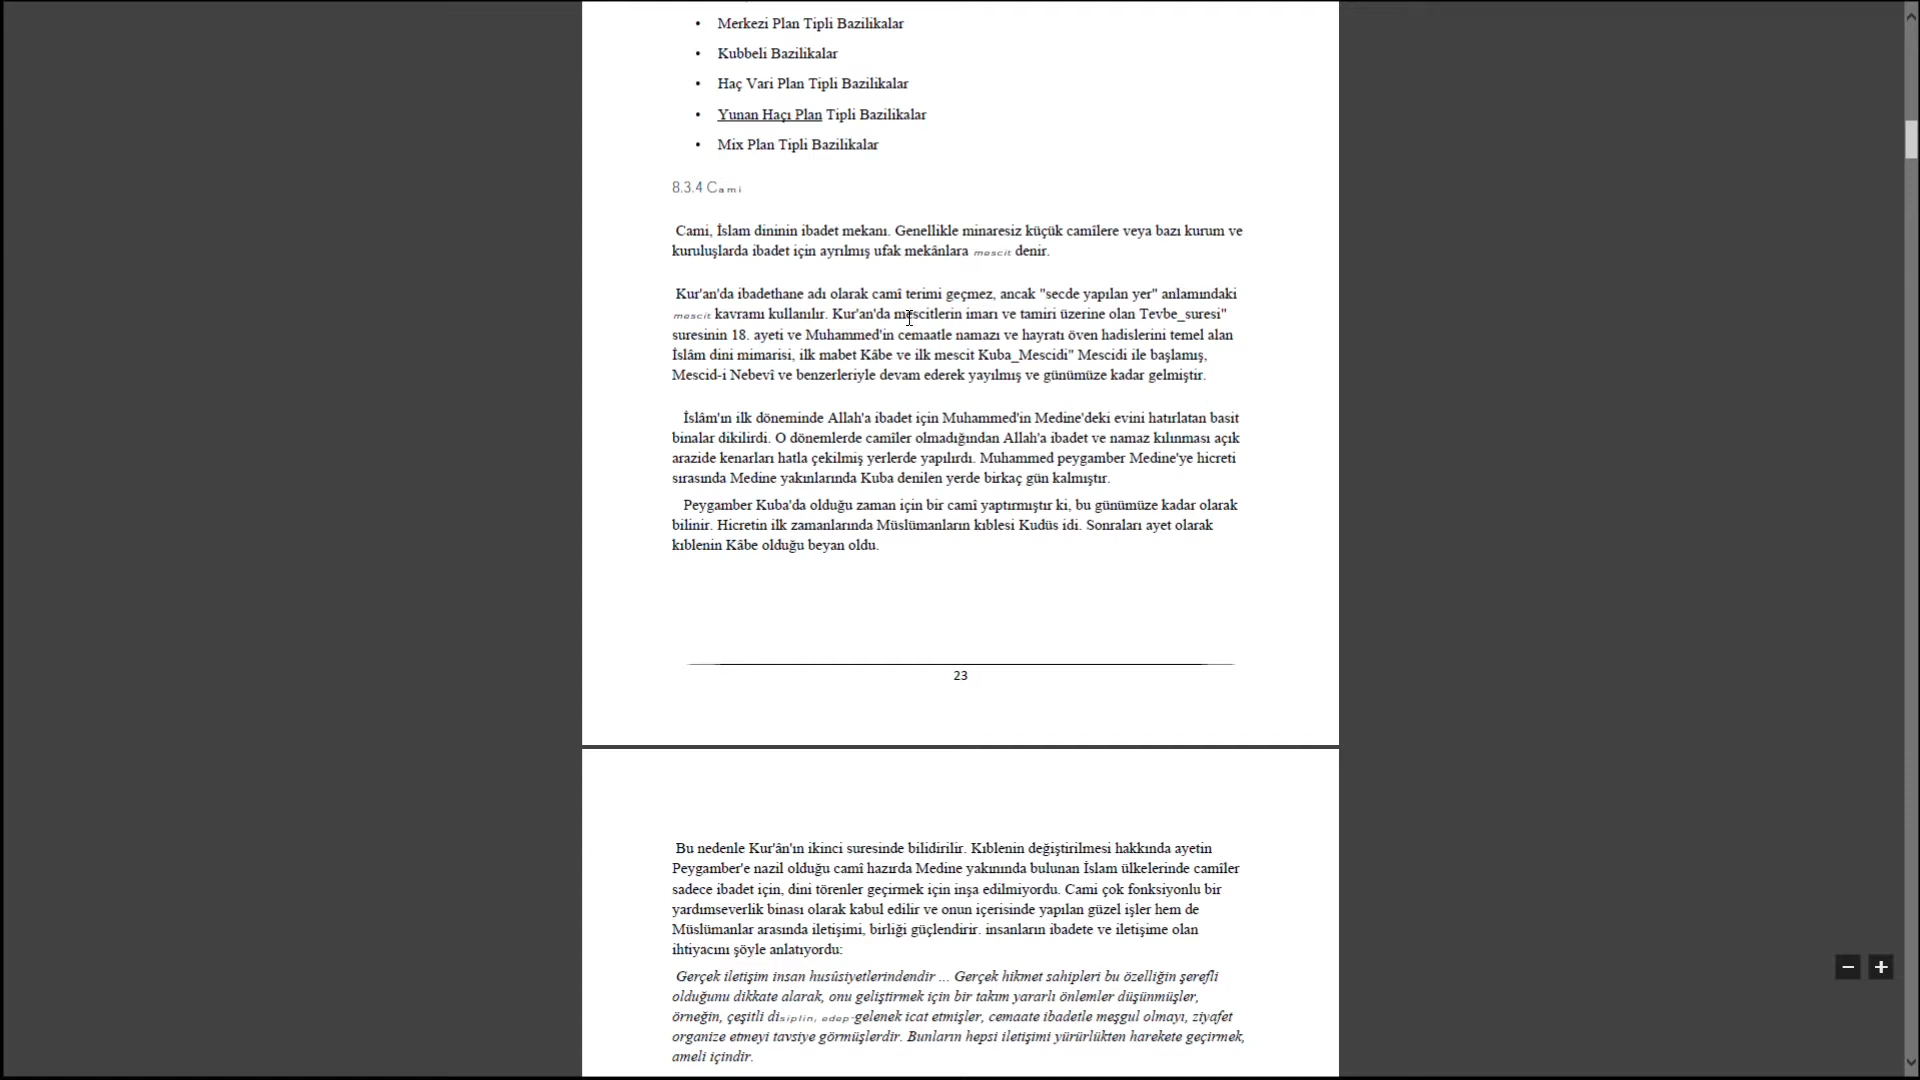 • Merkezi Plan Tipli Bazilikalar
• Kubbeli Bazilikalar
• Haç Vari Plan Tipli Bazilikalar
• Yunan Haçı Plan Tipli Bazilikalar
• Mix Plan Tipli Bazilikalar
8.3.4 Cami
Cami, İslam dininin ibadet mekanı. Genellikle minaresiz küçük camîlere veya bazı kurum ve
kuruluşlarda ibadet için ayrılmış ufak mekânlara mescit denir.
Kur'an'da ibadethane adı olarak camî terimi geçmez, ancak "secde yapılan yer" anlamındaki
mescit kavramı kullanılır. Kur'an'da mescitlerin imarı ve tamiri üzerine olan Tevbe_suresi"
suresinin 18. ayeti ve Muhammed'in cemaatle namazı ve hayratı öven hadislerini temel alan
İslâm dini mimarisi, ilk mabet Kâbe ve ilk mescit Kuba_Mescidi" Mescidi ile başlamış,
Mescid-i Nebevî ve benzerleriyle devam ederek yayılmış ve günümüze kadar gelmiştir.
İslâm'ın ilk döneminde Allah'a ibadet için Muhammed'in Medine'deki evini hatırlatan basit
binalar dikilirdi. O dönemlerde camîler olmadığından Allah'a ibadet ve namaz kılınması açık
arazide kenarları hatla çekilmiş yerlerde yapılırdı. Muhammed peygamber Medine'ye hicreti
sırasında Medine yakınlarında Kuba denilen yerde birkaç gün kalmıştır.
Peygamber Kuba'da olduğu zaman için bir camî yaptırmıştır ki, bu günümüze kadar olarak
bilinir. Hicretin ilk zamanlarında Müslümanların kıblesi Kudüs idi. Sonraları ayet olarak
kıblenin Kâbe olduğu beyan oldu.
23
Bu nedenle Kur'ân'ın ikinci suresinde bilidirilir. Kıblenin değiştirilmesi hakkında ayetin
Peygamber'e nazil olduğu camî hazırda Medine yakınında bulunan İslam ülkelerinde camîler
sadece ibadet için, dini törenler geçirmek için inşa edilmiyordu. Cami çok fonksiyonlu bir
yardımseverlik binası olarak kabul edilir ve onun içerisinde yapılan güzel işler hem de
Müslümanlar arasında iletişimi, birliği güçlendirir. insanların ibadete ve iletişime olan
ihtiyacını şöyle anlatıyordu:
Gerçek iletişim insan husûsiyetlerindendir ... Gerçek hikmet sahipleri bu özelliğin şerefli
olduğunu dikkate alarak, onu geliştirmek için bir takım yararlı önlemler düşünmüşler,
örneğin, çeşitli disiplin, edep-gelenek icat etmişler, cemaate ibadetle meşgul olmayı, ziyafet
organize etmeyi tavsiye görmüşlerdir. Bunların hepsi iletişimi yürürlükten harekete geçirmek,
ameli içindir.